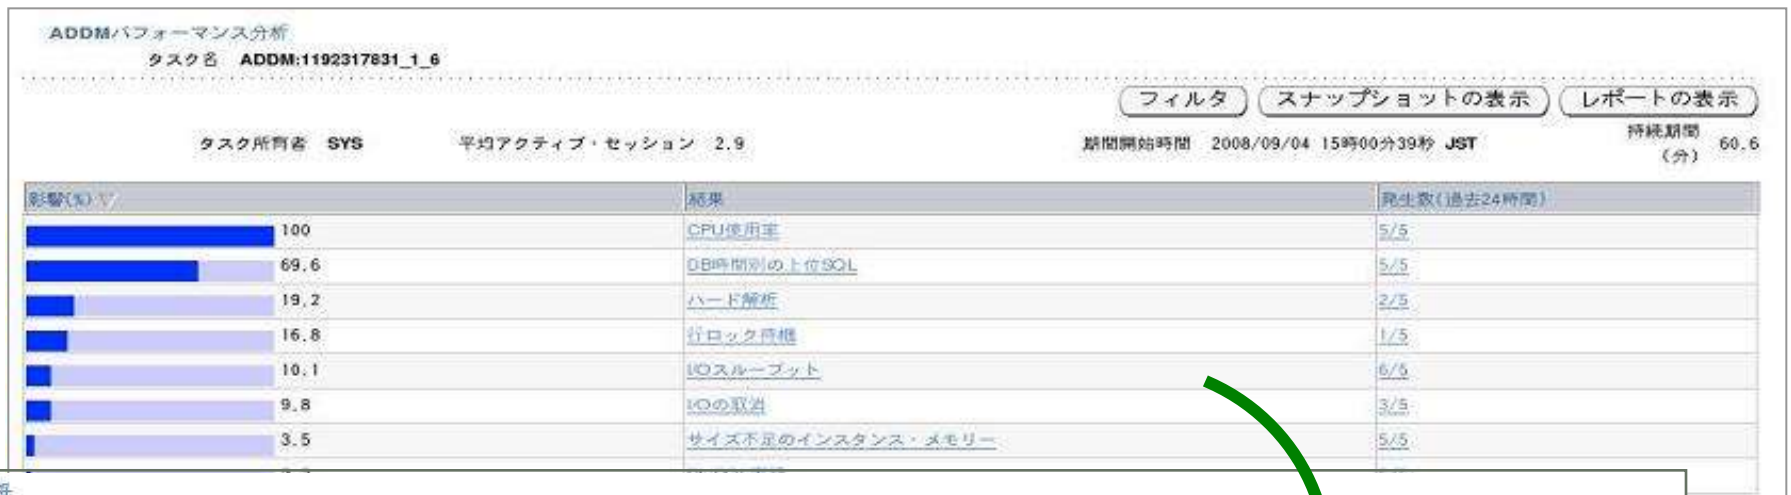 ADDMパフォーマンス分析
タスク名 ADDM:1192317831_1_6
フィルタ スナップショットの表示 レポートの表示
タスク所有者 SYS 平均アクティブ・セッション 2.9 期間開始時間 2008/09/04 15時00分39秒 JST 持続期間(分) 60.6
影響(%) ▽ 結果 発生数(過去24時間)
100 CPU使用率 5/5
69.6 DB時間別の上位SQL 5/5
19.2 ハード解析 2/5
16.8 行ロック待機 1/5
10.1 I/Oスループット 6/5
9.8 I/Oの取消 3/5
3.5 サイズ不足のインスタンス・メモリー 5/5